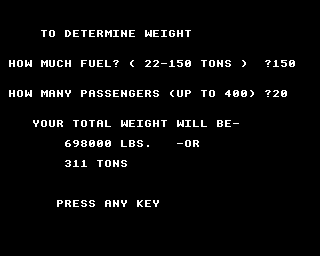 TO DETERMINE WEIGHT
HOW MUCH FUEL? ( 22-150 TONS ) ?150
HOW MANY PASSENGERS (UP TO 400) ?20
YOUR TOTAL WEIGHT WILL BE-
698000 LBS. -OR
311 TONS
PRESS ANY KEY